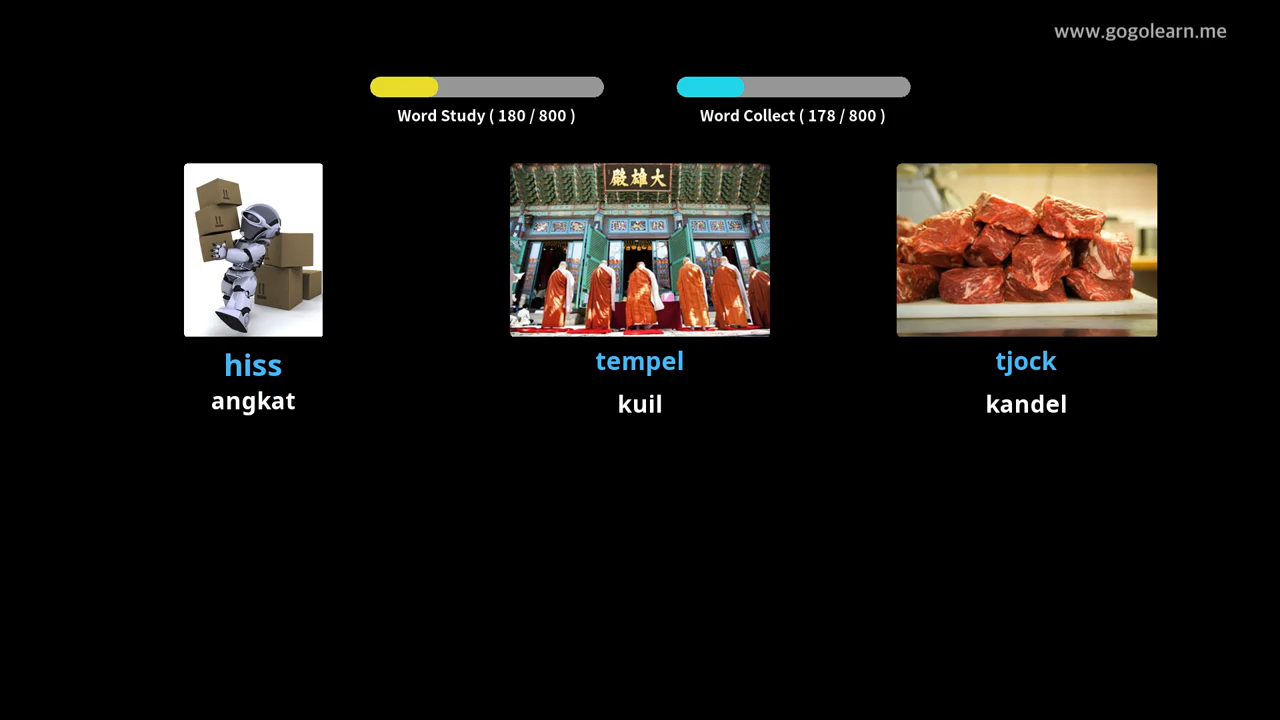 www.gogolearn.me
Word Study ( 180 / 800 )
Word Collect ( 178 / 800 )
殿雄大
hiss
tempel
tjock
angkat
kuil
kandel